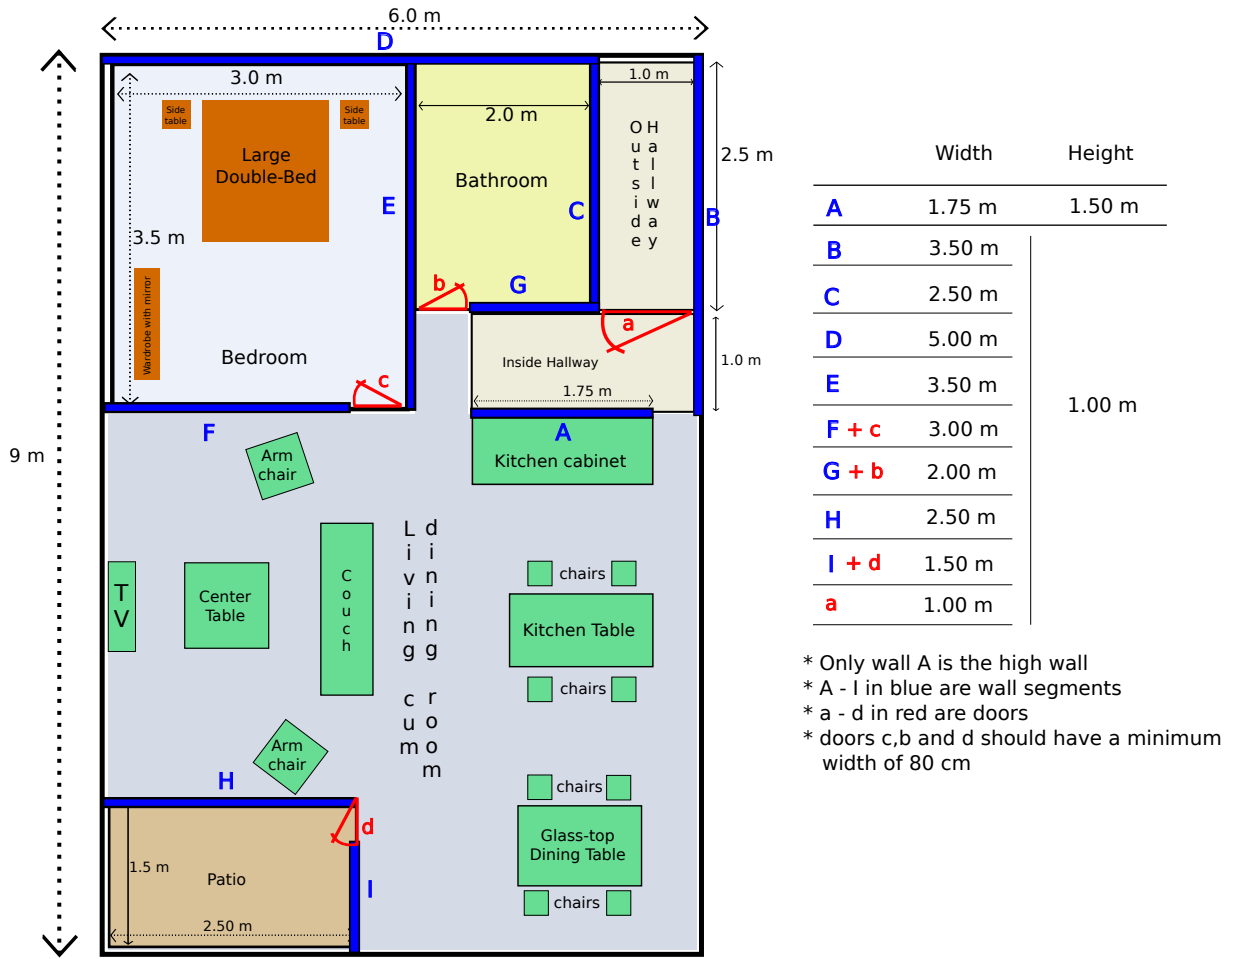 6.0 m
D
3.0 m
1.0 m
Side
table
Side
table
2.0 m
Large
Double-Bed
Outside
Hallway
2.5 m
Bathroom
E
C
B
3.5 m
b
G
a
Wardrobe with mirror
Bedroom
Inside Hallway
1.0 m
c
1.75 m
F
A
9 m
Arm
chair
Kitchen cabinet
Living cum
dining room
TV
Center
Table
Couch
chairs
Kitchen Table
chairs
Arm
chair
H
chairs
d
Glass-top
Dining Table
1.5 m
Patio
I
chairs
2.50 m
Width Height
A 1.75 m 1.50 m
B 3.50 m
C 2.50 m
D 5.00 m
E 3.50 m
1.00 m
F + c 3.00 m
G + b 2.00 m
H 2.50 m
I + d 1.50 m
a 1.00 m
* Only wall A is the high wall
* A - I in blue are wall segments
* a - d in red are doors
* doors c,b and d should have a minimum
width of 80 cm